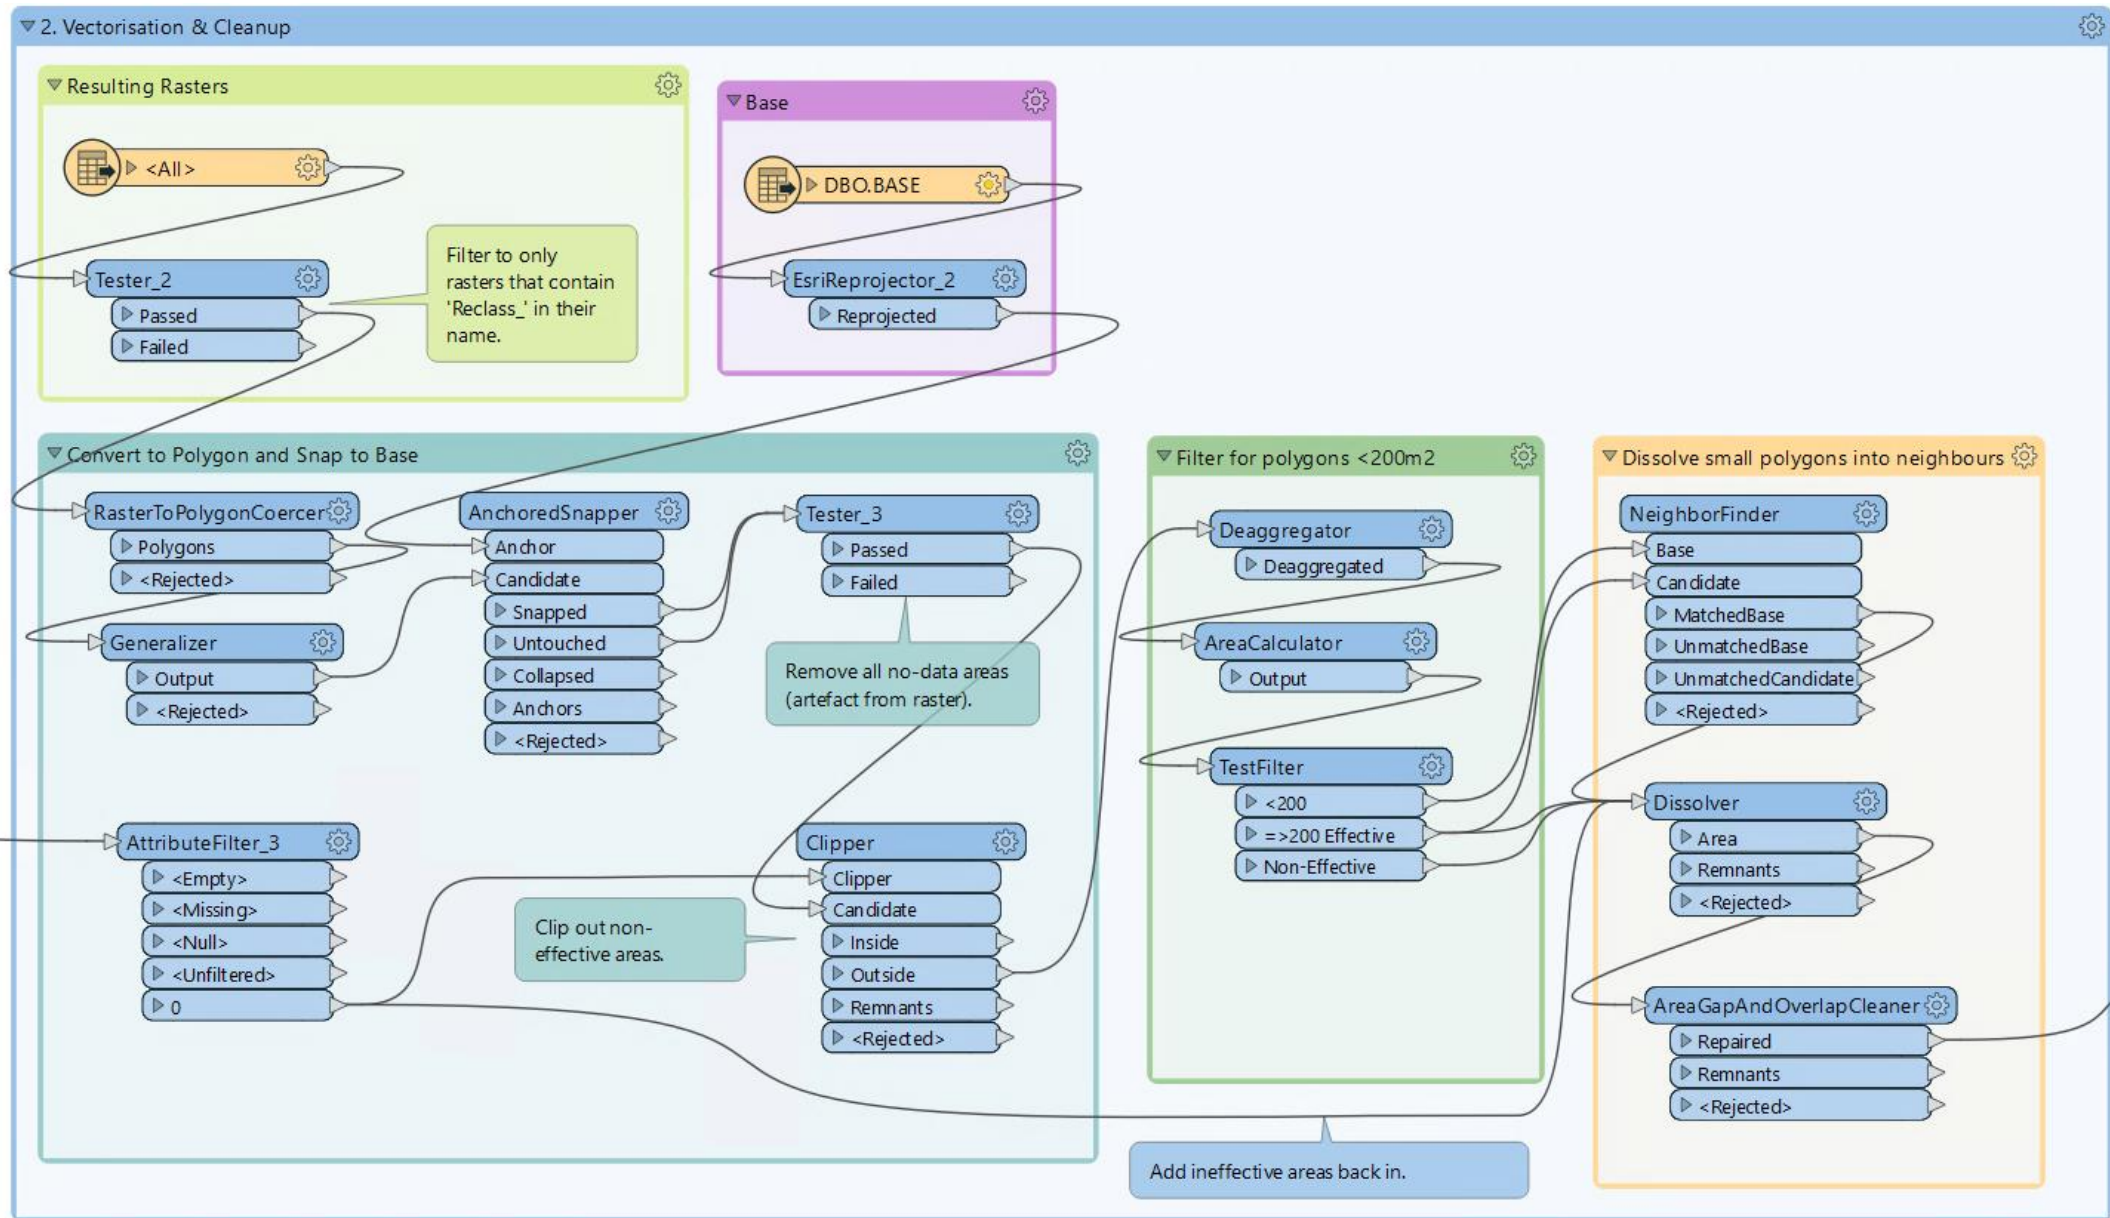 2. Vectorisation & Cleanup
Resulting Rasters
<All>
Tester_2
Passed
Failed
Filter to only
rasters that contain
'Reclass_' in their
name.
Base
DBO.BASE
EsriReprojector_2
Reprojected
Convert to Polygon and Snap to Base
RasterToPolygonCoercer
Polygons
<Rejected>
Generalizer
Output
<Rejected>
AnchoredSnapper
Anchor
Candidate
Snapped
Untouched
Collapsed
Anchors
<Rejected>
Tester_3
Passed
Failed
Remove all no-data areas
(artefact from raster).
AttributeFilter_3
<Empty>
<Missing>
<Null>
<Unfiltered>
0
Clip out non-
effective areas.
Clipper
Clipper
Candidate
Inside
Outside
Remnants
<Rejected>
Filter for polygons <200m2
Deaggregator
Deaggregated
AreaCalculator
Output
TestFilter
<200
=>200 Effective
Non-Effective
Dissolve small polygons into neighbours
NeighborFinder
Base
Candidate
MatchedBase
UnmatchedBase
UnmatchedCandidate
<Rejected>
Dissolver
Area
Remnants
<Rejected>
AreaGapAndOverlapCleaner
Repaired
Remnants
<Rejected>
Add ineffective areas back in.